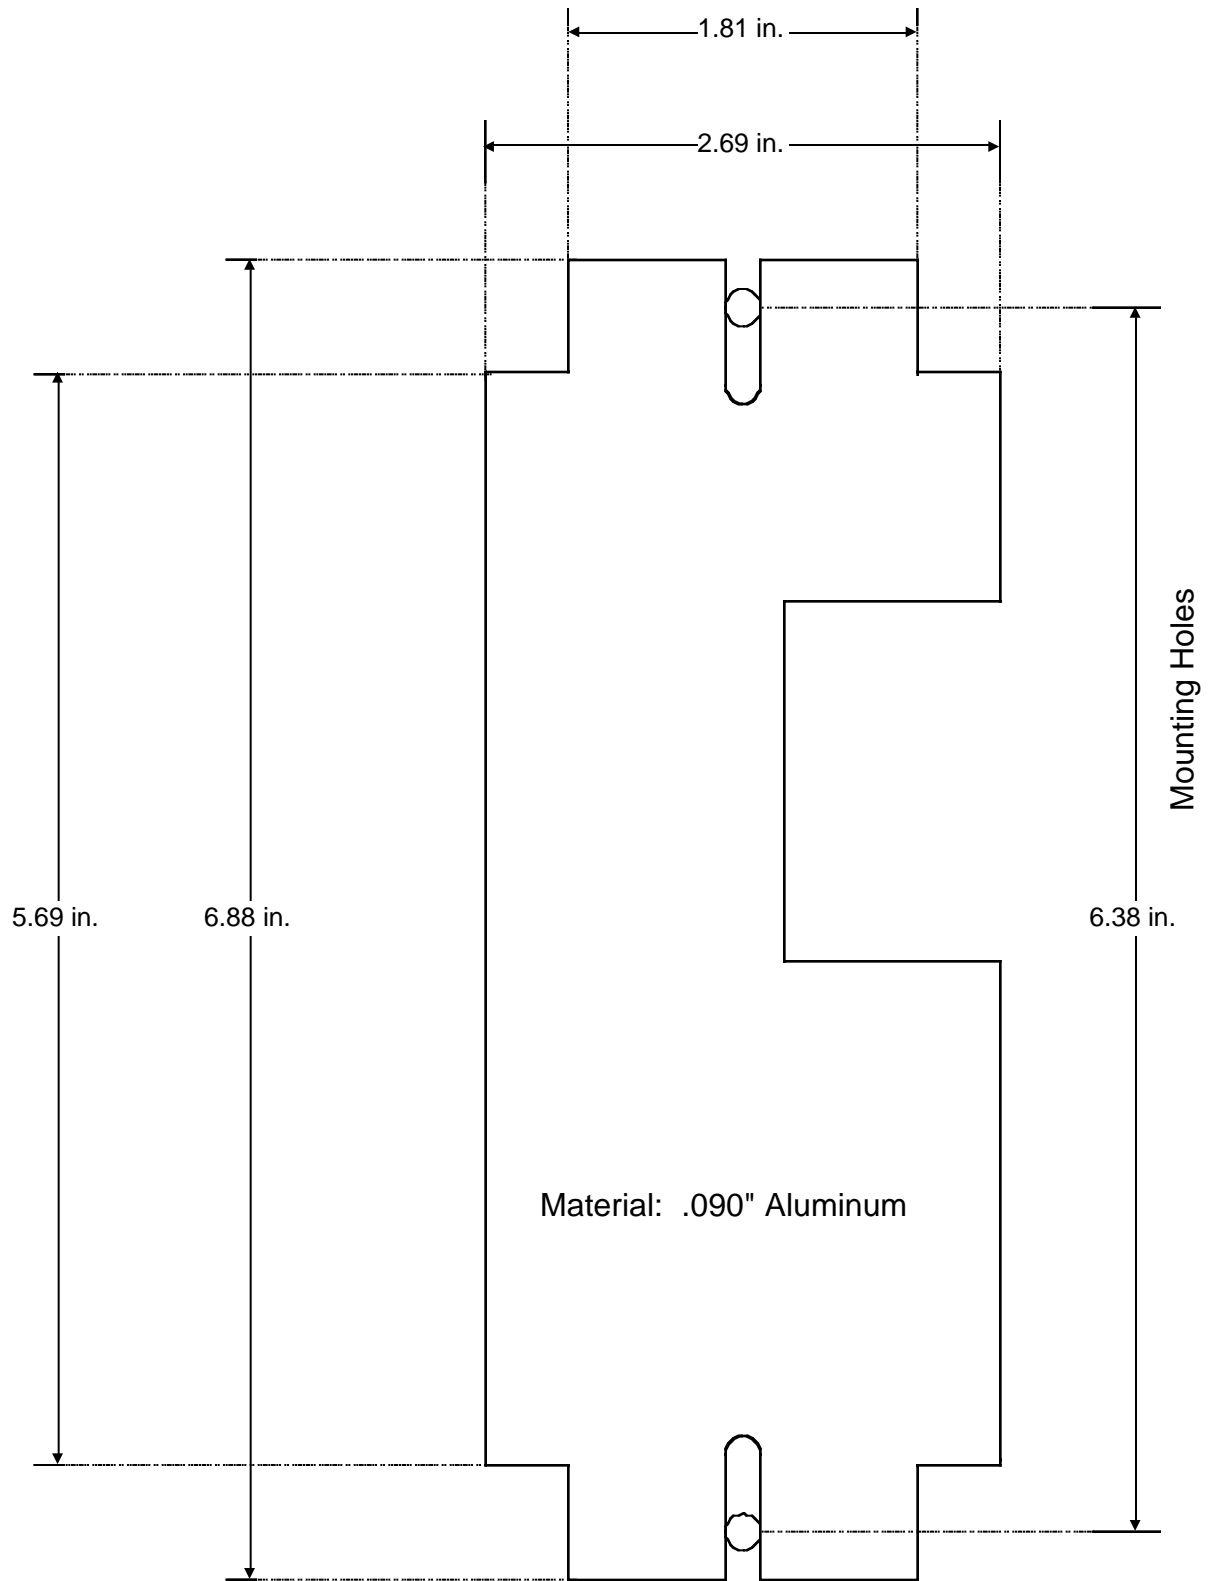 1.81 in.
2.69 in.
Mounting Holes
5.69 in.
6.88 in.
6.38 in.
Material:  .090" Aluminum